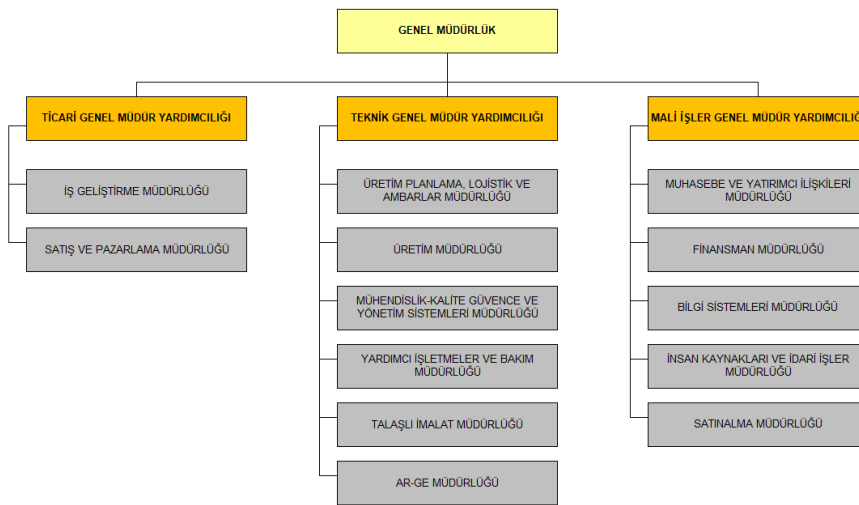 GENEL MÜDÜRLÜK
TİCARİ GENEL MÜDÜR YARDIMCILIĞI
İŞ GELİŞTİRME MÜDÜRLÜĞÜ
SATIŞ VE PAZARLAMA MÜDÜRLÜĞÜ
TEKNİK GENEL MÜDÜR YARDIMCILIĞI
ÜRETİM PLANLAMA, LOJİSTİK VE
AMBARLAR MÜDÜRLÜĞÜ
ÜRETİM MÜDÜRLÜĞÜ
MÜHENDİSLİK-KALİTE GÜVENCE VE
YÖNETİM SİSTEMLERİ MÜDÜRLÜĞÜ
YARDIMCI İŞLETMELER VE BAKIM
MÜDÜRLÜĞÜ
TALAŞLI İMALAT MÜDÜRLÜĞÜ
AR-GE MÜDÜRLÜĞÜ
MALİ İŞLER GENEL MÜDÜR YARDIMCILIĞ
MUHASEBE VE YATIRIMCI İLİŞKİLERİ
MÜDÜRLÜĞÜ
FİNANSMAN MÜDÜRLÜĞÜ
BİLGİ SİSTEMLERİ MÜDÜRLÜĞÜ
İNSAN KAYNAKLARI VE İDARİ İŞLER
MÜDÜRLÜĞÜ
SATINALMA MÜDÜRLÜĞÜ